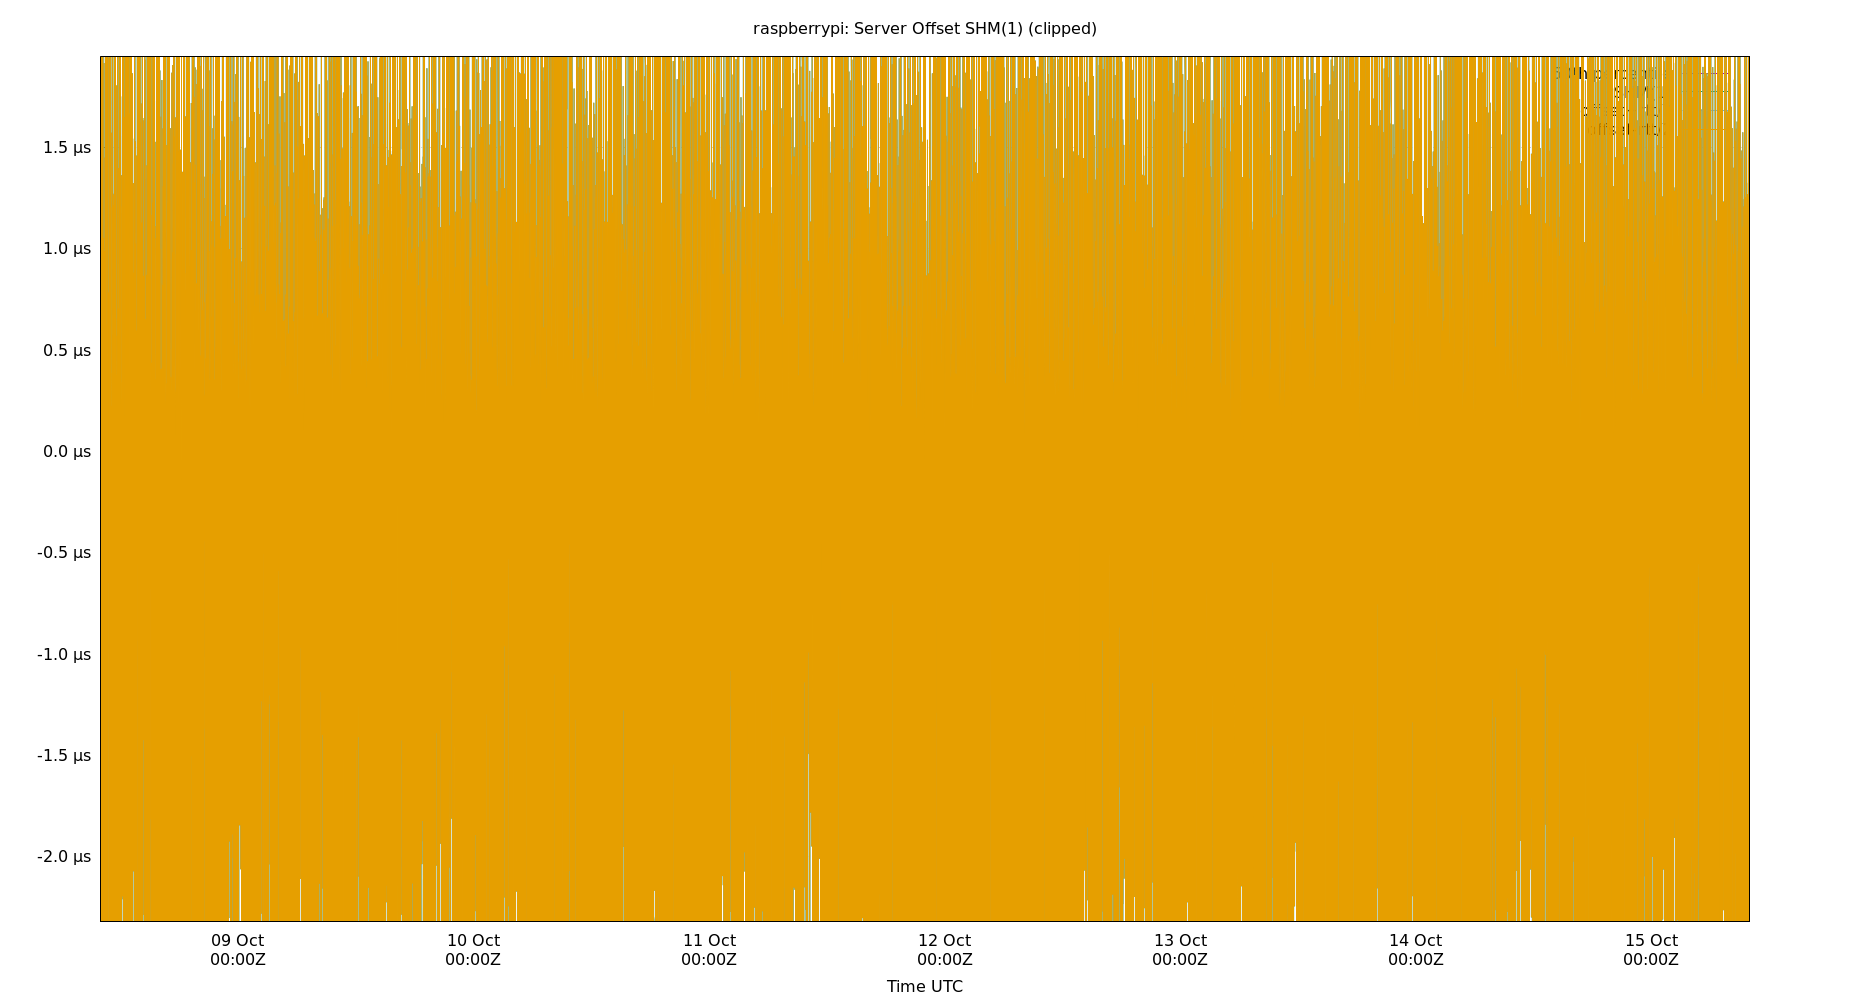 raspberrypi: Server Offset SHM(1) (clipped)
1.5 µs
1.0 µs
0.5 µs
0.0 µs
-0.5 µs
-1.0 µs
-1.5 µs
-2.0 µs
09 Oct 10 Oct 11 Oct 12 Oct 13 Oct 14 Oct 15 Oct
00:00Z 00:00Z 00:00Z 00:00Z 00:00Z 00:00Z 00:00Z
Time UTC